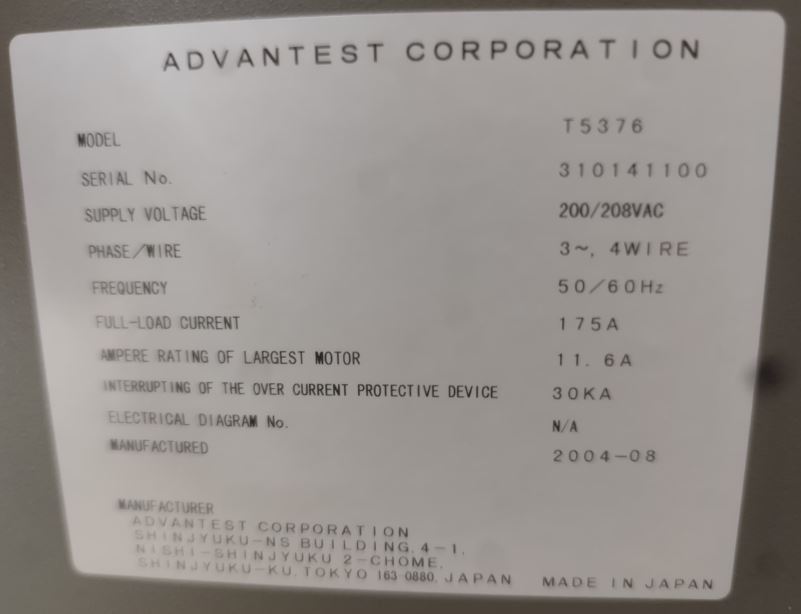 ADVANTEST CORPORATION
MODEL T5376
SERIAL No. 310141100
SUPPLY VOLTAGE 200/208VAC
PHASE/WIRE 3~, 4WIRE
FREQUENCY 50/60Hz
FULL-LOAD CURRENT 175A
AMPERE RATING OF LARGEST MOTOR 11.6A
INTERRUPTING OF THE OVER CURRENT PROTECTIVE DEVICE 30KA
ELECTRICAL DIAGRAM No. N/A
MANUFACTURED 2004-08
MANUFACTURER
ADVANTEST CORPORATION
SHINJYUKU-NS BUILDING, 4-1,
NISHI-SHINJYUKU 2-CHOME,
SHINJYUKU-KU, TOKYO 163-0880, JAPAN MADE IN JAPAN